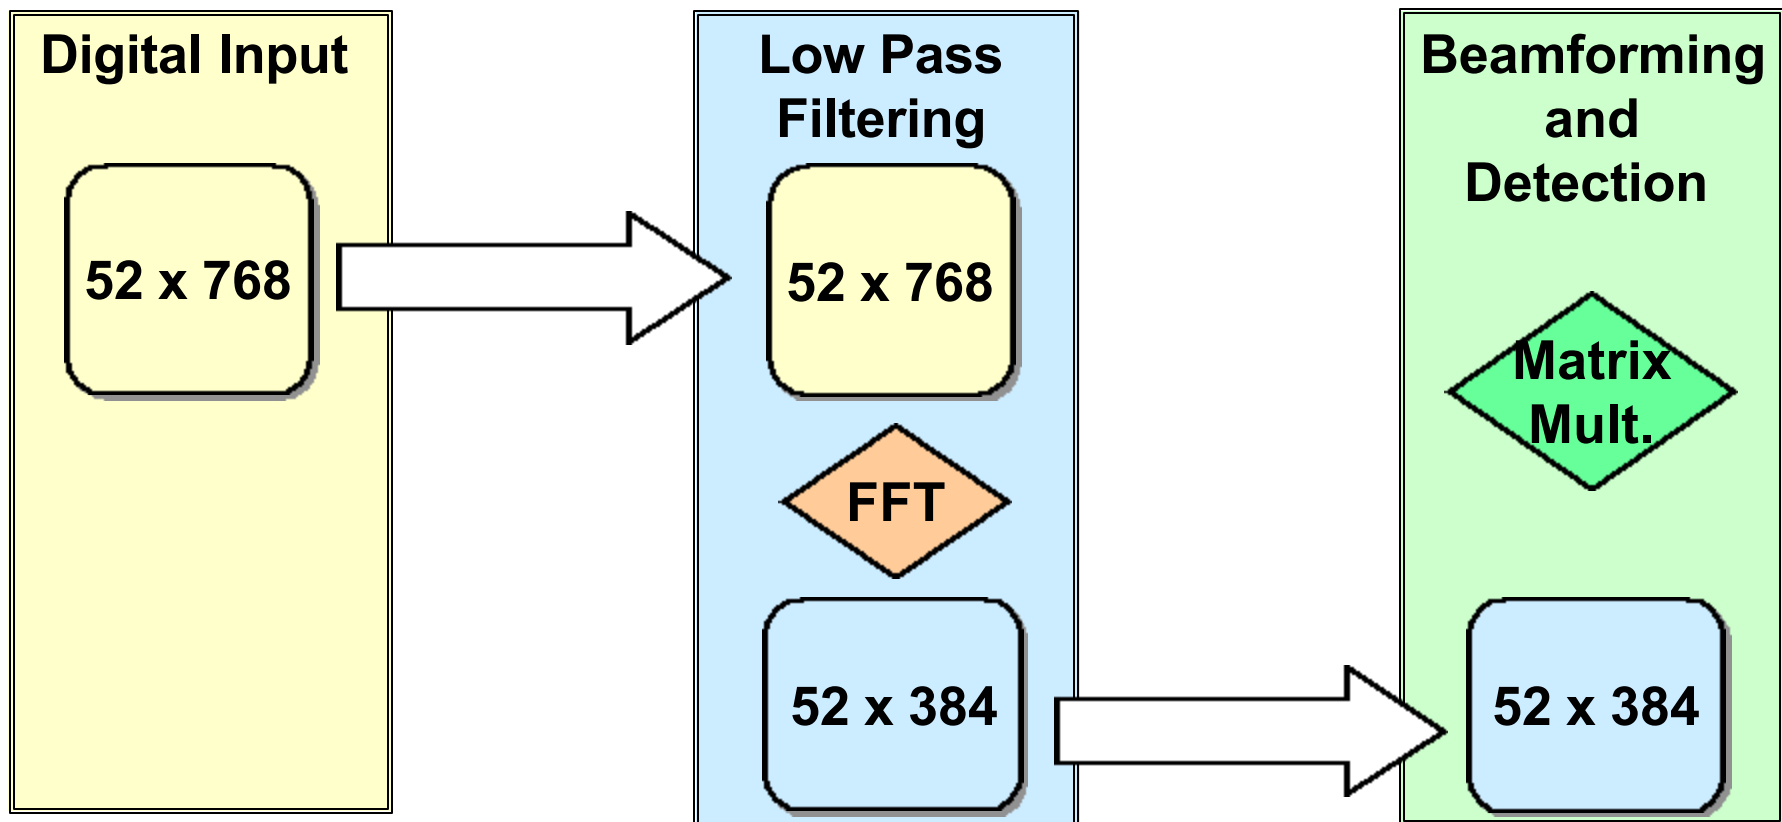 Digital Input
52 x 768
Low Pass
Filtering
52 x 768
FFT
52 x 384
Beamforming
and
Detection
Matrix
Mult.
52 x 384